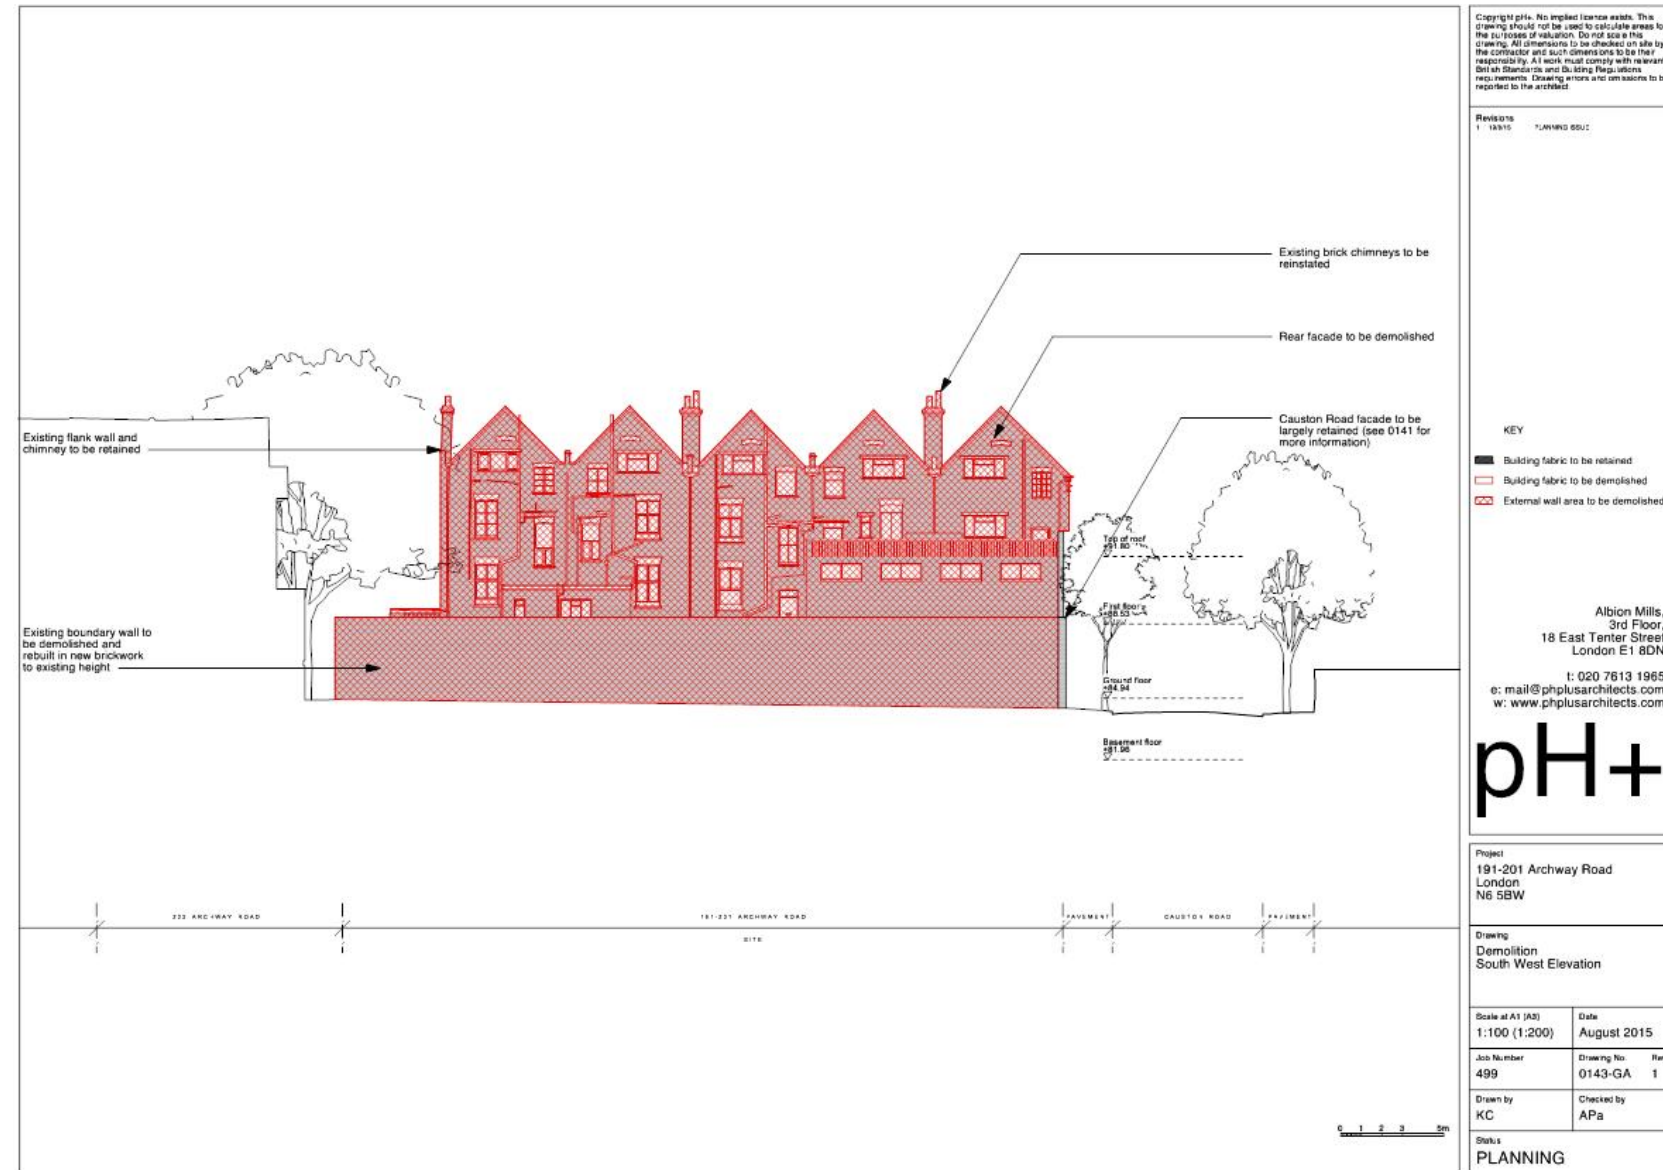 Copyright pH+. No implied licence exists. This
drawing should not be used to calculate areas fo
the purposes of valuation. Do not scale this
drawing. All dimensions to be checked on site by
the contractor and such dimensions to be their
responsibility. All work must comply with relevant
British Standards and Building Regulations
requirements. Drawing errors and omissions to b
reported to the architect.
Revisions
1 PLANNING ISSUE
Existing brick chimneys to be
reinstated
Rear facade to be demolished
Causton Road facade to be
largely retained (see 0141 for
more information)
Existing flank wall and
chimney to be retained
Existing boundary wall to
be demolished and
rebuilt in new brickwork
to existing height
Top of roof
+91.80
First floor
+88.53
Ground floor
+84.94
Basement floor
+81.96
KEY
Building fabric to be retained
Building fabric to be demolished
External wall area to be demolished
Albion Mills,
3rd Floor,
18 East Tenter Street
London E1 8DN
t: 020 7613 1965
e: mail@phplusarchitects.com
w: www.phplusarchitects.com
pH+
ARCHWAY ROAD
191-201 ARCHWAY ROAD
PAVEMENT
CAUSTON ROAD
PAVEMENT
SITE
Project
191-201 Archway Road
London
N6 5BW
Drawing
Demolition
South West Elevation
Scale at A1 (A3)
1:100 (1:200)
Date
August 2015
Job Number
499
Drawing No.
0143-GA
Re
1
Drawn by
KC
Checked by
APa
Status
PLANNING
0 1 2 3 5m